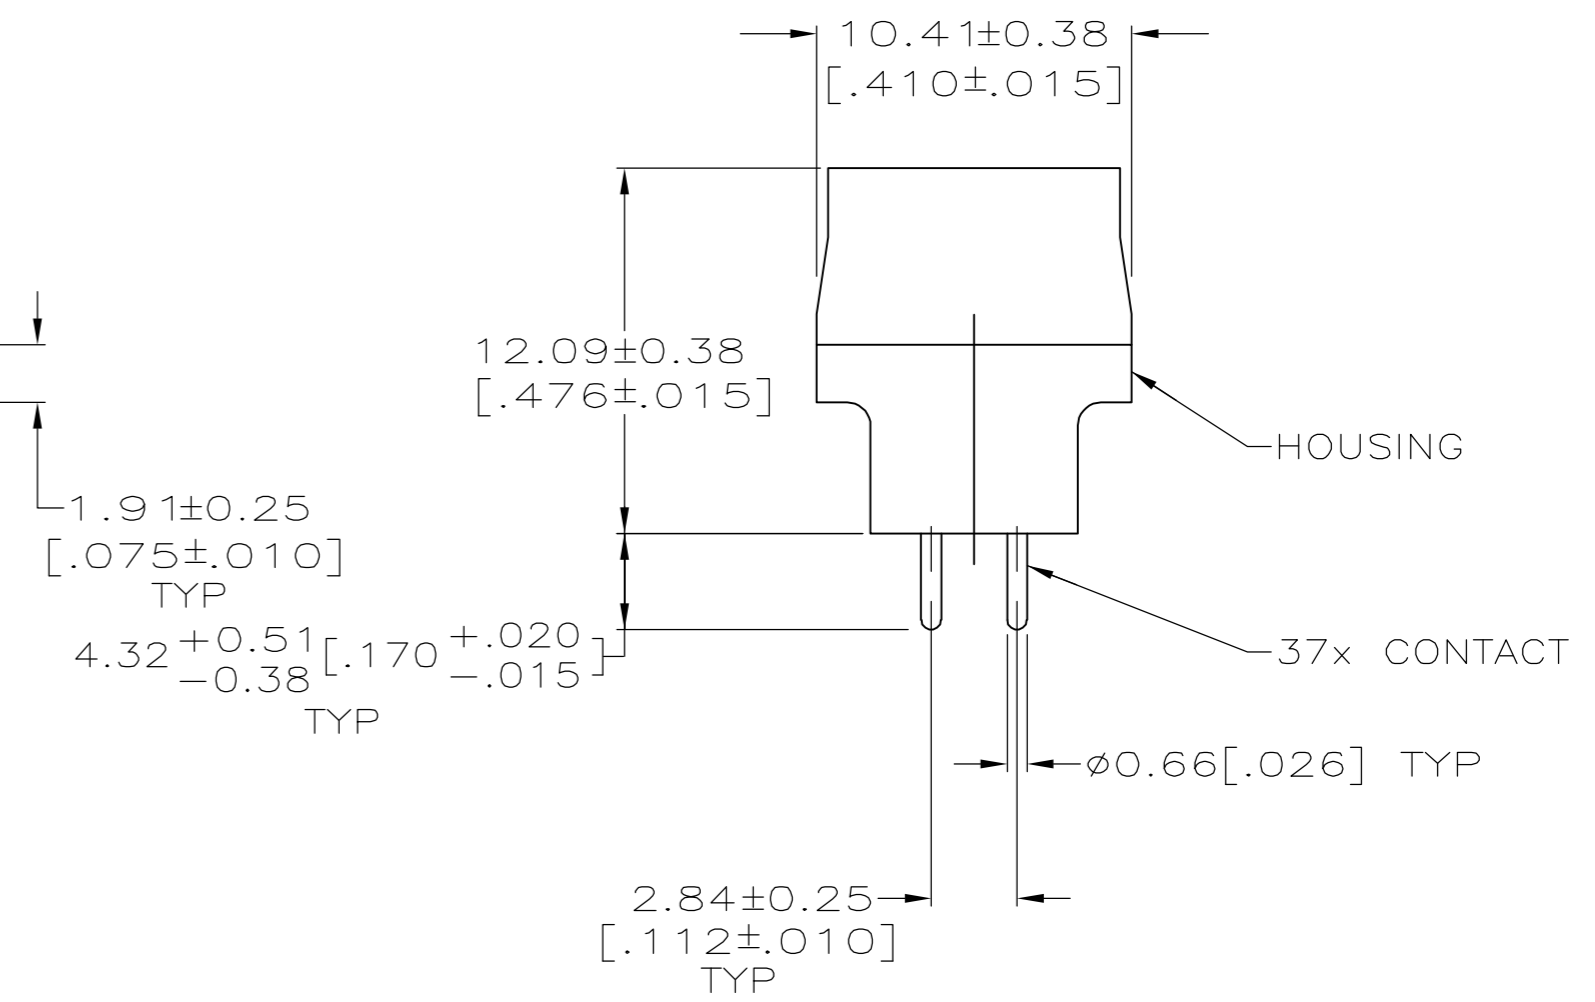 10.41±0.38
[.410±.015]
12.09±0.38
[.476±.015]
HOUSING
1.91±0.25
[.075±.010]
TYP
4.32 +0.51 -0.38 [.170 +.020 -.015]
TYP
37x CONTACT
⌀0.66[.026] TYP
2.84±0.25
[.112±.010]
TYP